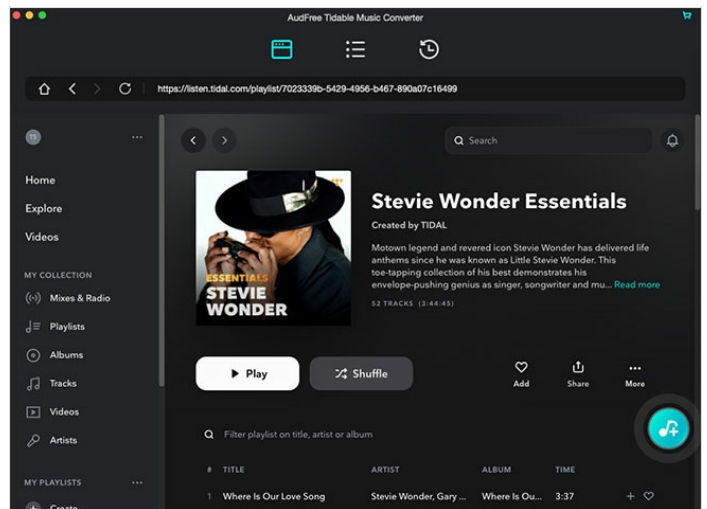 AudFree Tidable Music Converter
https://listen.tidal.com/playlist/7023339b-5429-4956-b467-890a07c16499
TS
Search
Home
Explore
Videos
MY COLLECTION
Mixes & Radio
Playlists
Albums
Tracks
Videos
Artists
MY PLAYLISTS
Create
ESSENTIALS
STEVIE
WONDER
Stevie Wonder Essentials
Created by TIDAL
Motown legend and revered icon Stevie Wonder has delivered life
anthems since he was known as Little Stevie Wonder. This
toe-tapping collection of his best demonstrates his
envelope-pushing genius as singer, songwriter and mu... Read more
52 TRACKS (3:44:45)
Play
Shuffle
Add
Share
More
Filter playlist on title, artist or album
# TITLE ARTIST ALBUM TIME
1 Where Is Our Love Song Stevie Wonder, Gary ... Where Is Ou... 3:37